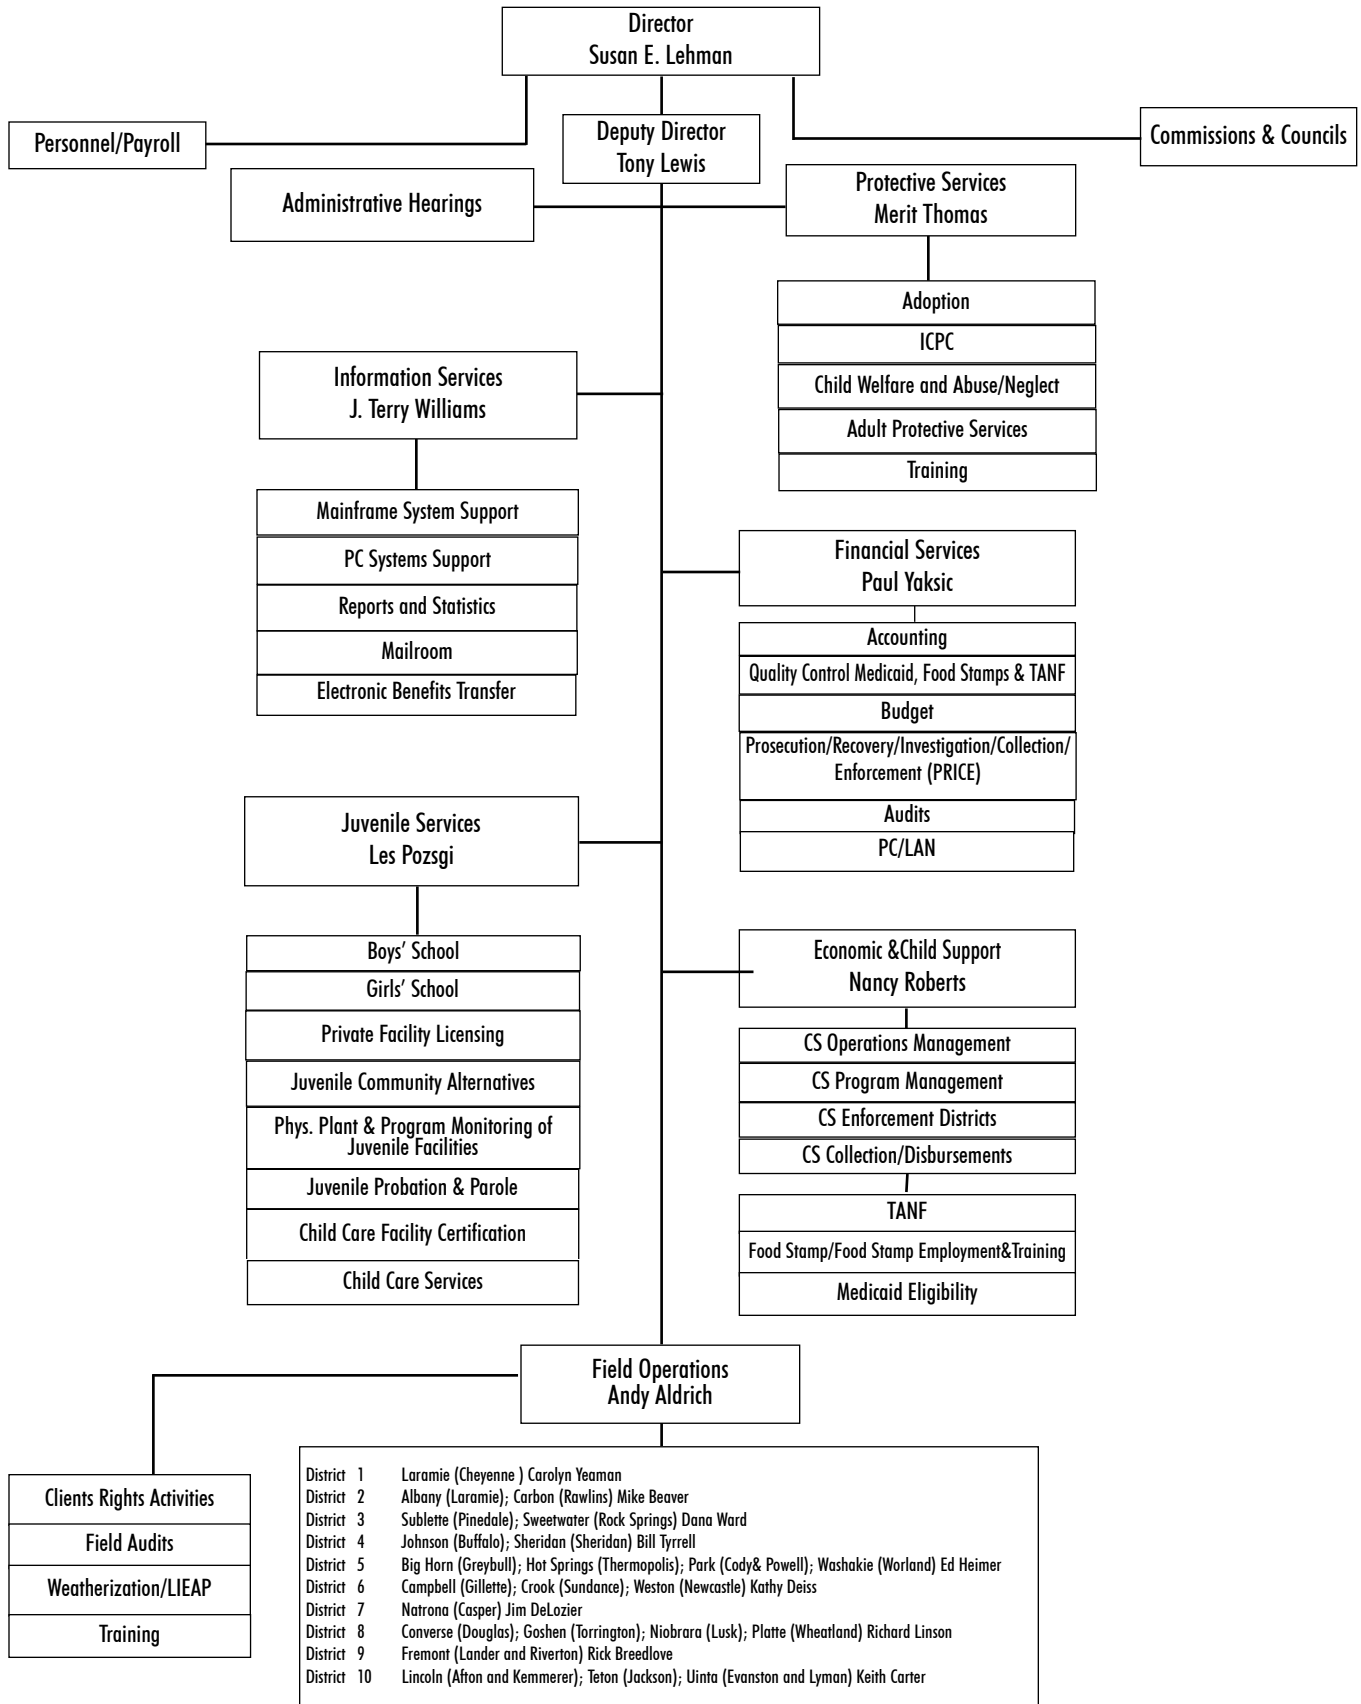 Director
Susan E. Lehman
Personnel/Payroll
Deputy Director
Tony Lewis
Commissions & Councils
Administrative Hearings
Protective Services
Merit Thomas
Adoption
ICPC
Child Welfare and Abuse/Neglect
Adult Protective Services
Training
Information Services
J. Terry Williams
Mainframe System Support
PC Systems Support
Reports and Statistics
Mailroom
Electronic Benefits Transfer
Financial Services
Paul Yaksic
Accounting
Quality Control Medicaid, Food Stamps & TANF
Budget
Prosecution/Recovery/Investigation/Collection/
Enforcement (PRICE)
Audits
PC/LAN
Juvenile Services
Les Pozsgi
Boys' School
Girls' School
Private Facility Licensing
Juvenile Community Alternatives
Phys. Plant & Program Monitoring of
Juvenile Facilities
Juvenile Probation & Parole
Child Care Facility Certification
Child Care Services
Economic &Child Support
Nancy Roberts
CS Operations Management
CS Program Management
CS Enforcement Districts
CS Collection/Disbursements
TANF
Food Stamp/Food Stamp Employment&Training
Medicaid Eligibility
Field Operations
Andy Aldrich
Clients Rights Activities
Field Audits
Weatherization/LIEAP
Training
District 1 Laramie (Cheyenne ) Carolyn Yeaman
District 2 Albany (Laramie); Carbon (Rawlins) Mike Beaver
District 3 Sublette (Pinedale); Sweetwater (Rock Springs) Dana Ward
District 4 Johnson (Buffalo); Sheridan (Sheridan) Bill Tyrrell
District 5 Big Horn (Greybull); Hot Springs (Thermopolis); Park (Cody& Powell); Washakie (Worland) Ed Heimer
District 6 Campbell (Gillette); Crook (Sundance); Weston (Newcastle) Kathy Deiss
District 7 Natrona (Casper) Jim DeLozier
District 8 Converse (Douglas); Goshen (Torrington); Niobrara (Lusk); Platte (Wheatland) Richard Linson
District 9 Fremont (Lander and Riverton) Rick Breedlove
District 10 Lincoln (Afton and Kemmerer); Teton (Jackson); Uinta (Evanston and Lyman) Keith Carter